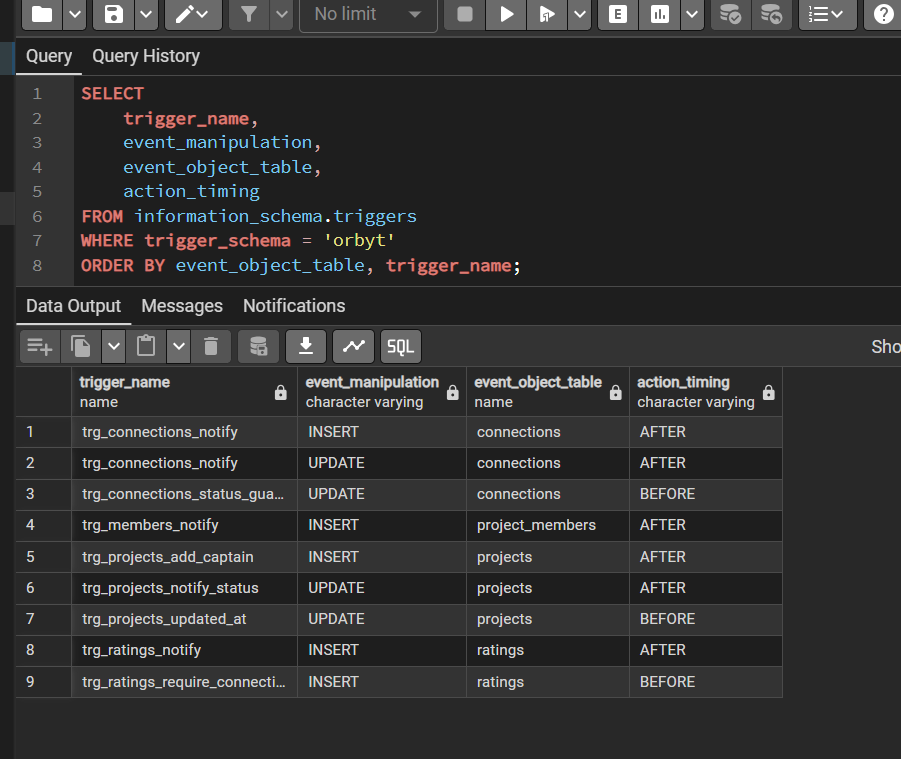 No limit
E
SQL
Query Query History
1 SELECT
2 trigger_name,
3 event_manipulation,
4 event_object_table,
5 action_timing
6 FROM information_schema.triggers
7 WHERE trigger_schema = 'orbyt'
8 ORDER BY event_object_table, trigger_name;
Data Output Messages Notifications
Sho
trigger_name event_manipulation event_object_table action_timing
name character varying name character varying
1 trg_connections_notify INSERT connections AFTER
2 trg_connections_notify UPDATE connections AFTER
3 trg_connections_status_gua... UPDATE connections BEFORE
4 trg_members_notify INSERT project_members AFTER
5 trg_projects_add_captain INSERT projects AFTER
6 trg_projects_notify_status UPDATE projects AFTER
7 trg_projects_updated_at UPDATE projects BEFORE
8 trg_ratings_notify INSERT ratings AFTER
9 trg_ratings_require_connecti... INSERT ratings BEFORE